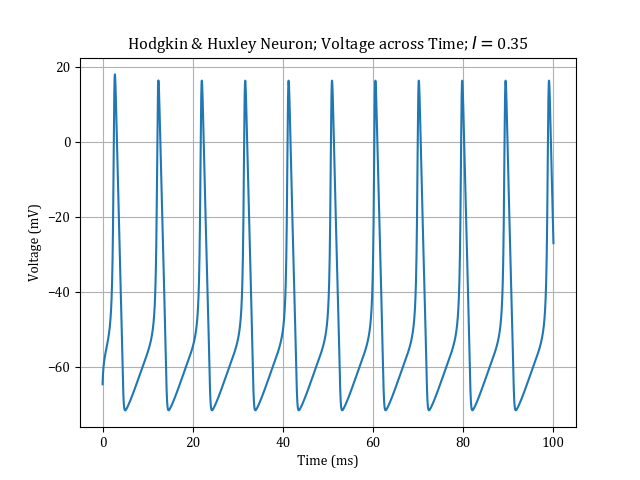 Hodgkin & Huxley Neuron; Voltage across Time; I = 0.35
20
0
−20
−40
−60
Voltage (mV)
0 20 40 60 80 100
Time (ms)